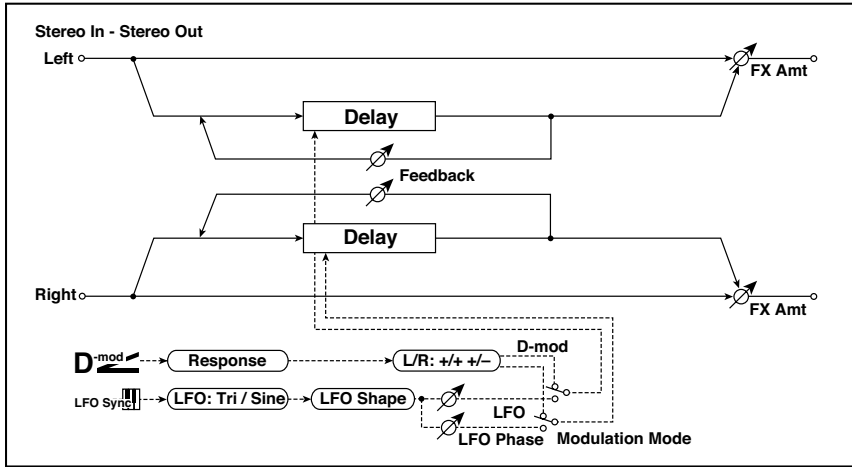 Stereo In - Stereo Out
Left
FX Amt
Delay
Feedback
Delay
Right
FX Amt
D-mod
Response
L/R: +/+ +/–
D-mod
LFO Sync
LFO: Tri / Sine
LFO Shape
LFO
LFO Phase
Modulation Mode